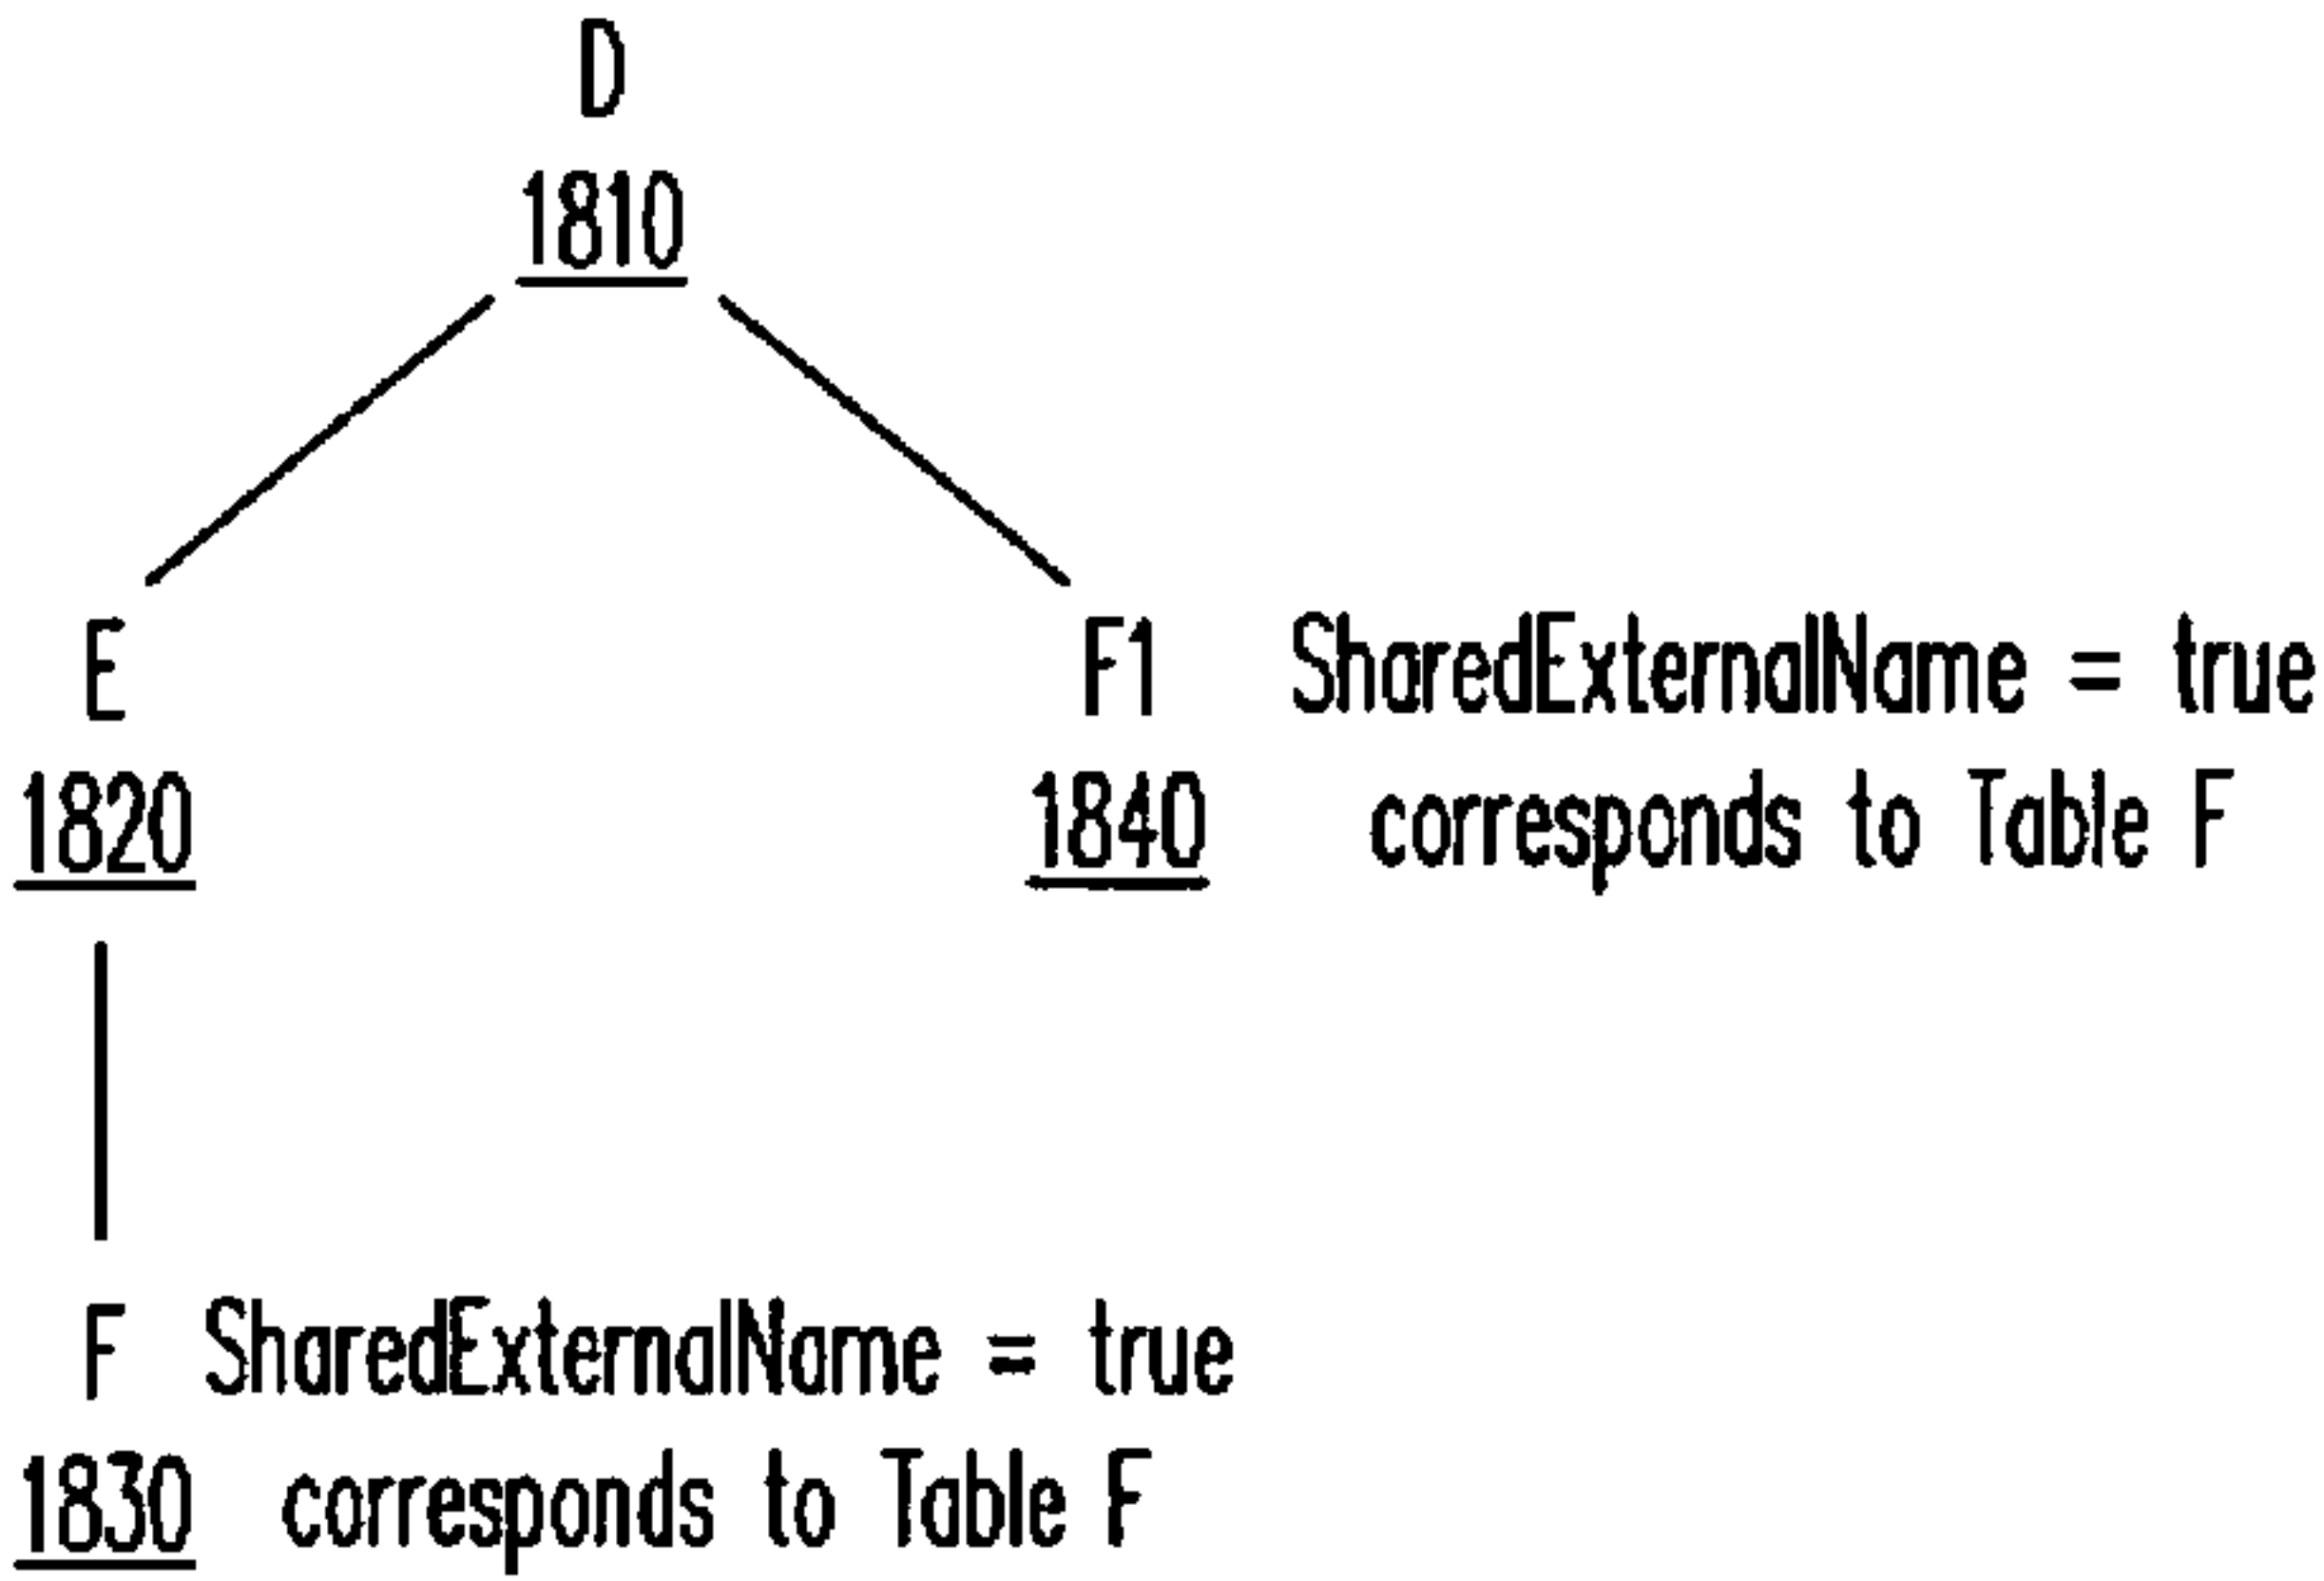 D
1810
E
1820
F1 SharedExternalName = true
1840 corresponds to Table F
F SharedExternalName = true
1830 corresponds to Table F